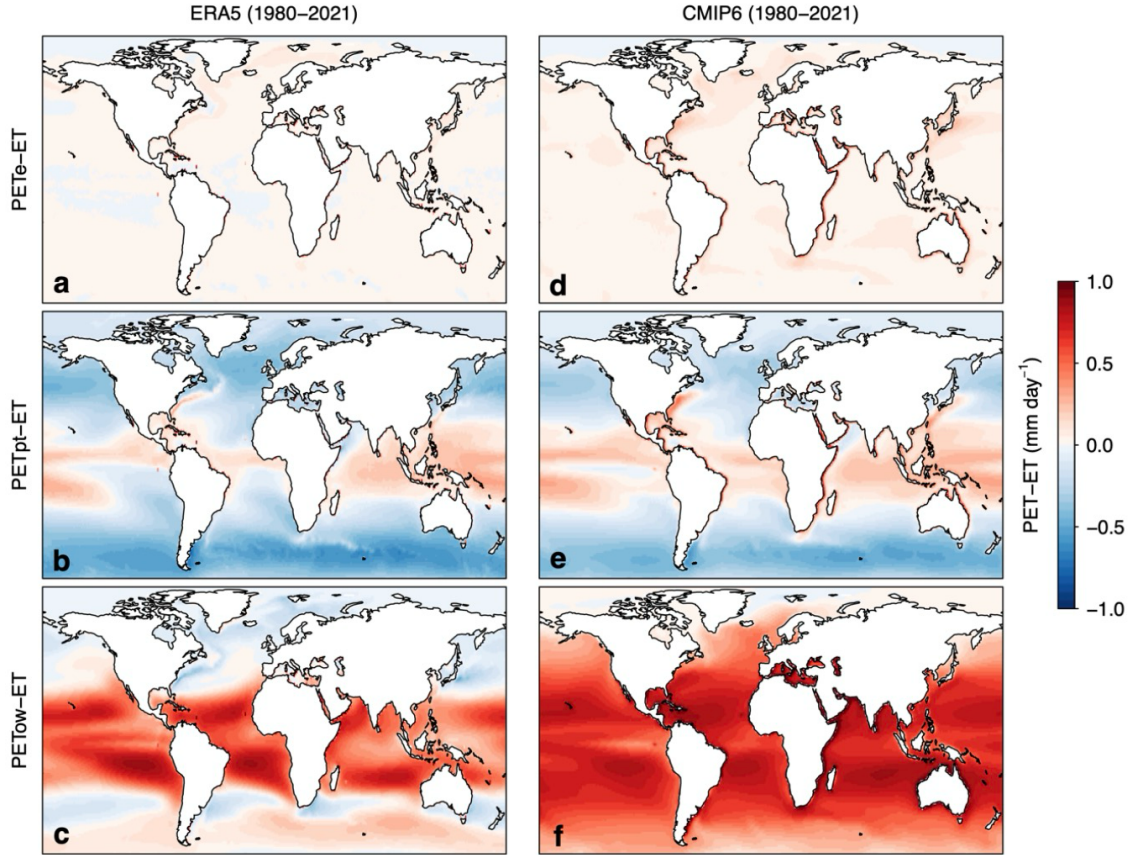 ERA5 (1980−2021)
CMIP6 (1980−2021)
PETe−ET
a
d
PETpt−ET
b
e
PETow−ET
c
f
1.0
0.5
0.0
−0.5
−1.0
PET−ET (mm day⁻¹)